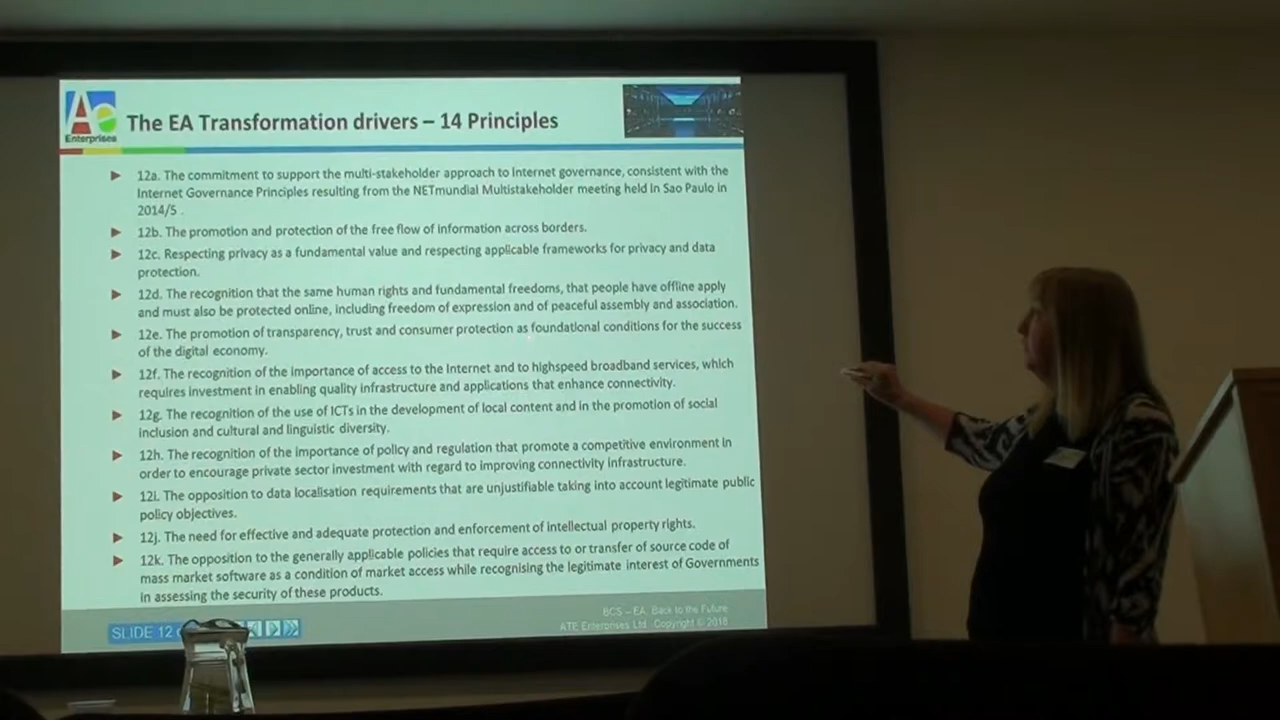 Ae
Enterprises
The EA Transformation drivers – 14 Principles
12a. The commitment to support the multi-stakeholder approach to Internet governance, consistent with the
Internet Governance Principles resulting from the NETmundial Multistakeholder meeting held in Sao Paulo in
2014/5 .
12b. The promotion and protection of the free flow of information across borders.
12c. Respecting privacy as a fundamental value and respecting applicable frameworks for privacy and data
protection.
12d. The recognition that the same human rights and fundamental freedoms, that people have offline apply
and must also be protected online, including freedom of expression and of peaceful assembly and association.
12e. The promotion of transparency, trust and consumer protection as foundational conditions for the success
of the digital economy.
12f. The recognition of the importance of access to the Internet and to highspeed broadband services, which
requires investment in enabling quality infrastructure and applications that enhance connectivity.
12g. The recognition of the use of ICTs in the development of local content and in the promotion of social
inclusion and cultural and linguistic diversity.
12h. The recognition of the importance of policy and regulation that promote a competitive environment in
order to encourage private sector investment with regard to improving connectivity infrastructure.
12i. The opposition to data localisation requirements that are unjustifiable taking into account legitimate public
policy objectives.
12j. The need for effective and adequate protection and enforcement of intellectual property rights.
12k. The opposition to the generally applicable policies that require access to or transfer of source code of
mass market software as a condition of market access while recognising the legitimate interest of Governments
in assessing the security of these products.
BCS – EA, Back to the Future
ATE Enterprises Ltd. Copyright © 2016
SLIDE 12